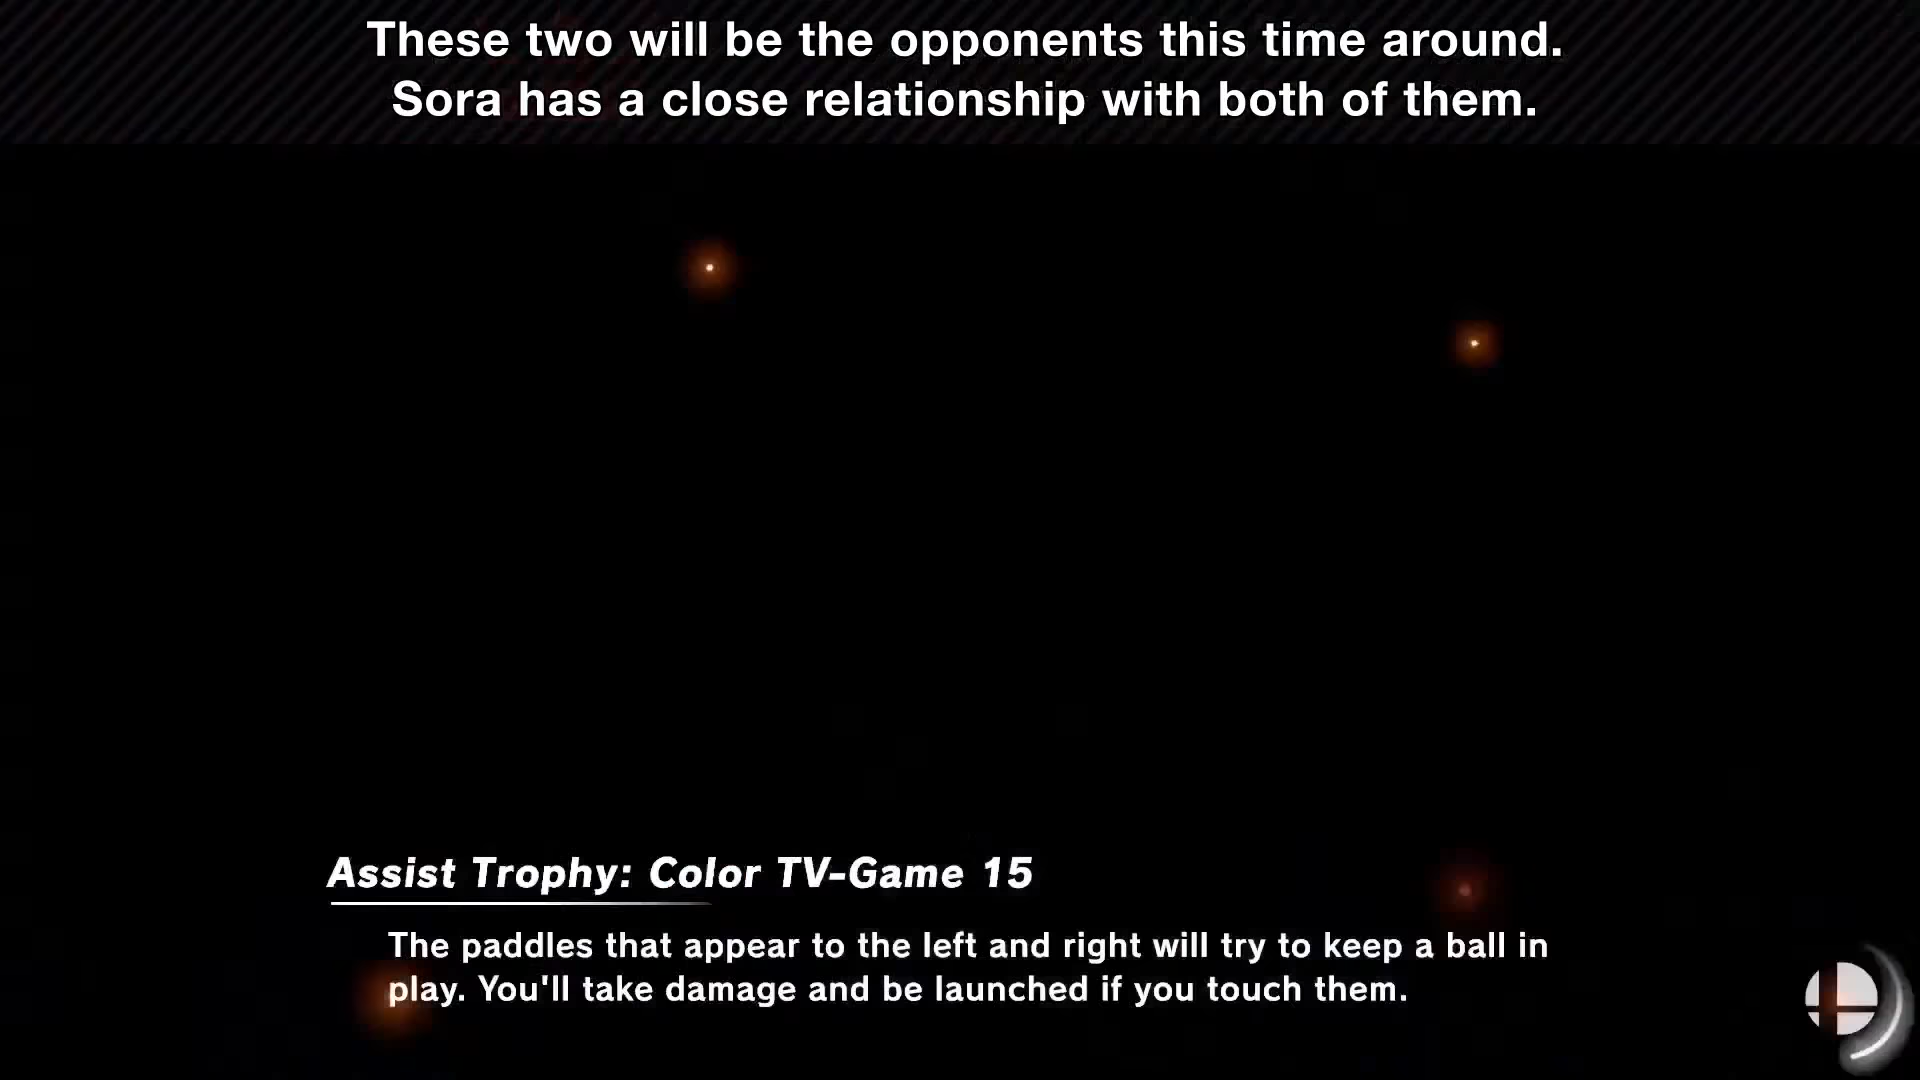 These two will be the opponents this time around.
Sora has a close relationship with both of them.
Assist Trophy: Color TV-Game 15
The paddles that appear to the left and right will try to keep a ball in
play. You'll take damage and be launched if you touch them.